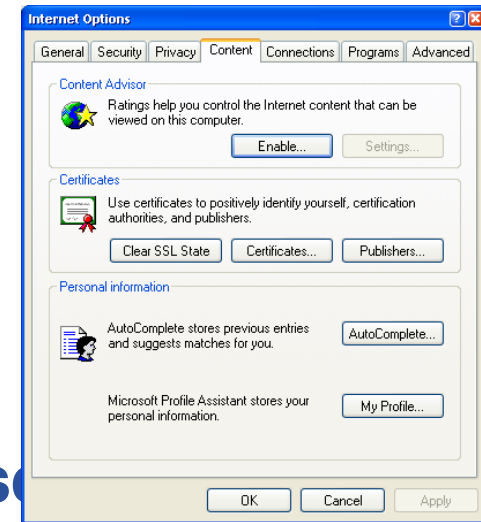 Internet Options
General Security Privacy Content Connections Programs Advanced
Content Advisor
Ratings help you control the Internet content that can be
viewed on this computer.
Enable... Settings...
Certificates
Use certificates to positively identify yourself, certification
authorities, and publishers.
Clear SSL State Certificates... Publishers...
Personal information
AutoComplete stores previous entries
and suggests matches for you.
AutoComplete...
Microsoft Profile Assistant stores your
personal information.
My Profile...
OK Cancel Apply